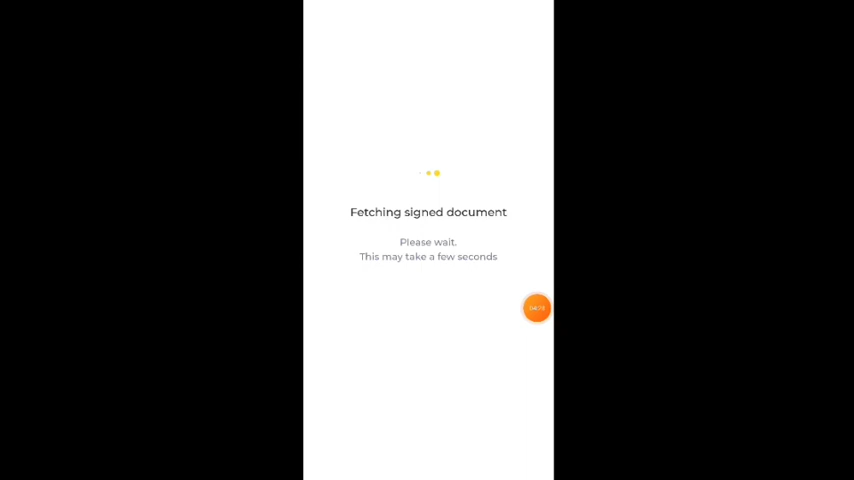 Fetching signed document
Please wait.
This may take a few seconds